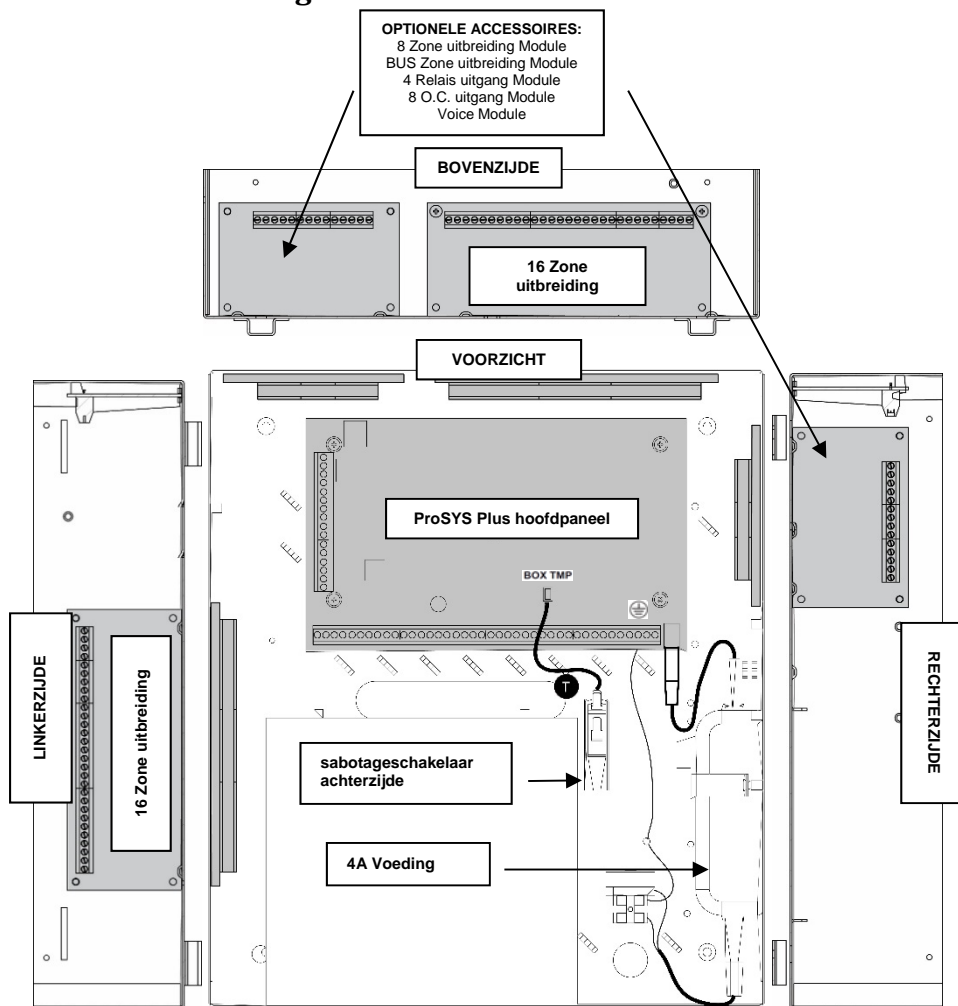 OPTIONELE ACCESSOIRES:
8 Zone uitbreiding Module
BUS Zone uitbreiding Module
4 Relais uitgang Module
8 O.C. uitgang Module
Voice Module
BOVENZIJDE
16 Zone
uitbreiding
VOORZICHT
ProSYS Plus hoofdpaneel
BOX TMP
T
LINKERZIJDE
16 Zone uitbreiding
sabotageschakelaar
achterzijde
4A Voeding
RECHTERZIJDE